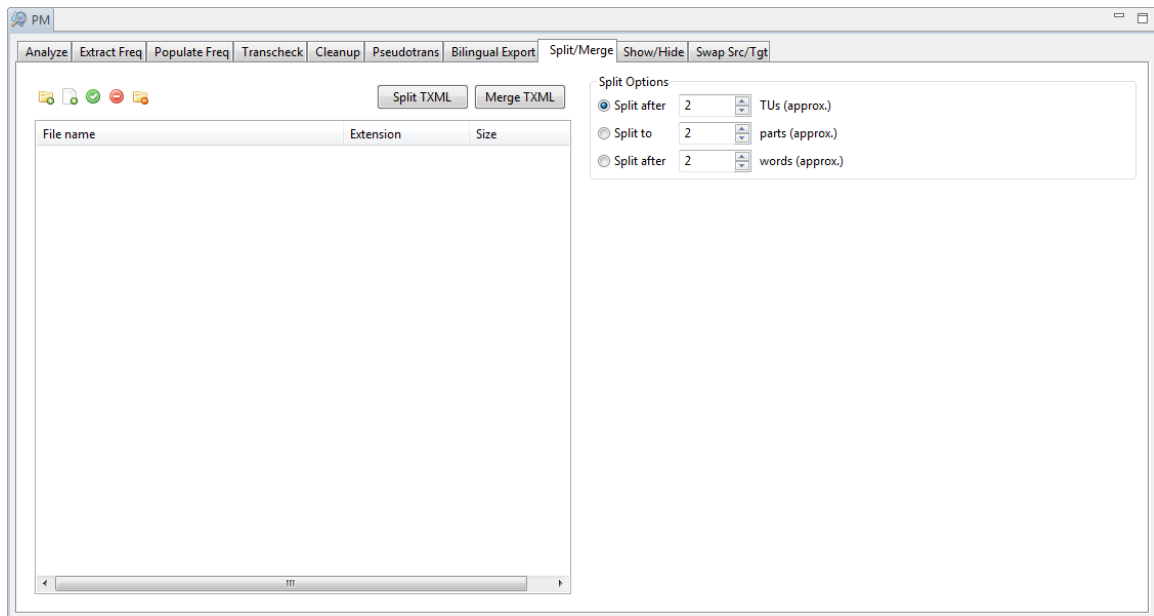 PM
Analyze Extract Freq Populate Freq Transcheck Cleanup Pseudotrans Bilingual Export Split/Merge Show/Hide Swap Src/Tgt
Split TXML Merge TXML
File name Extension Size
Split Options
Split after 2 TUs (approx.)
Split to 2 parts (approx.)
Split after 2 words (approx.)